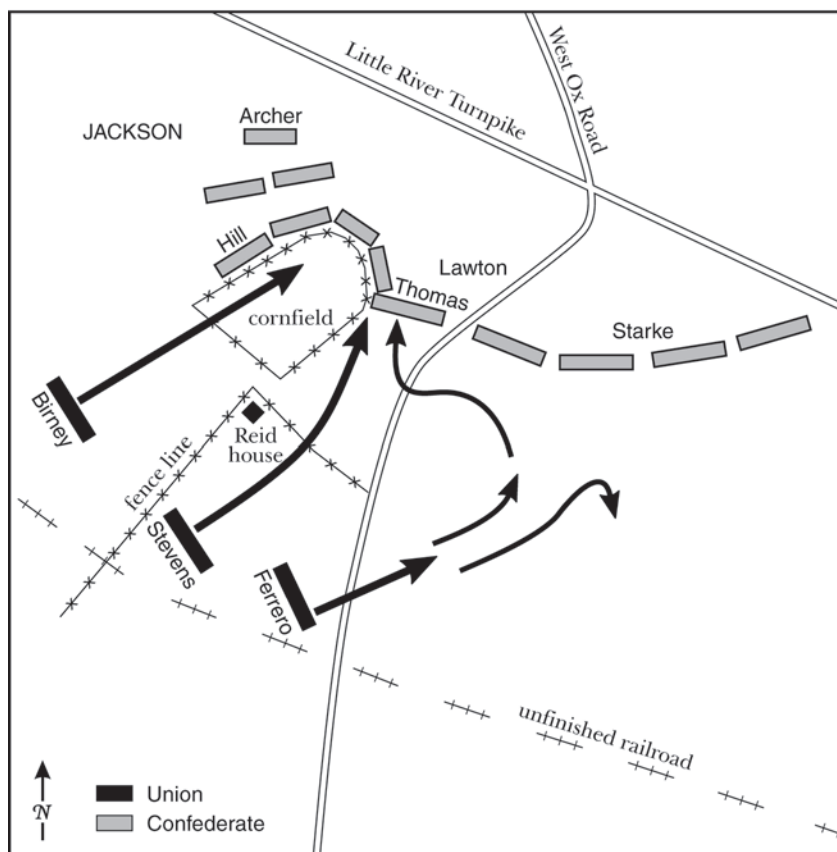 Little River Turnpike
West Ox Road
JACKSON
Archer
Hill
Lawton
Thomas
Starke
cornfield
Birney
Reid
house
fence line
Stevens
Ferrero
unfinished railroad
N
Union
Confederate